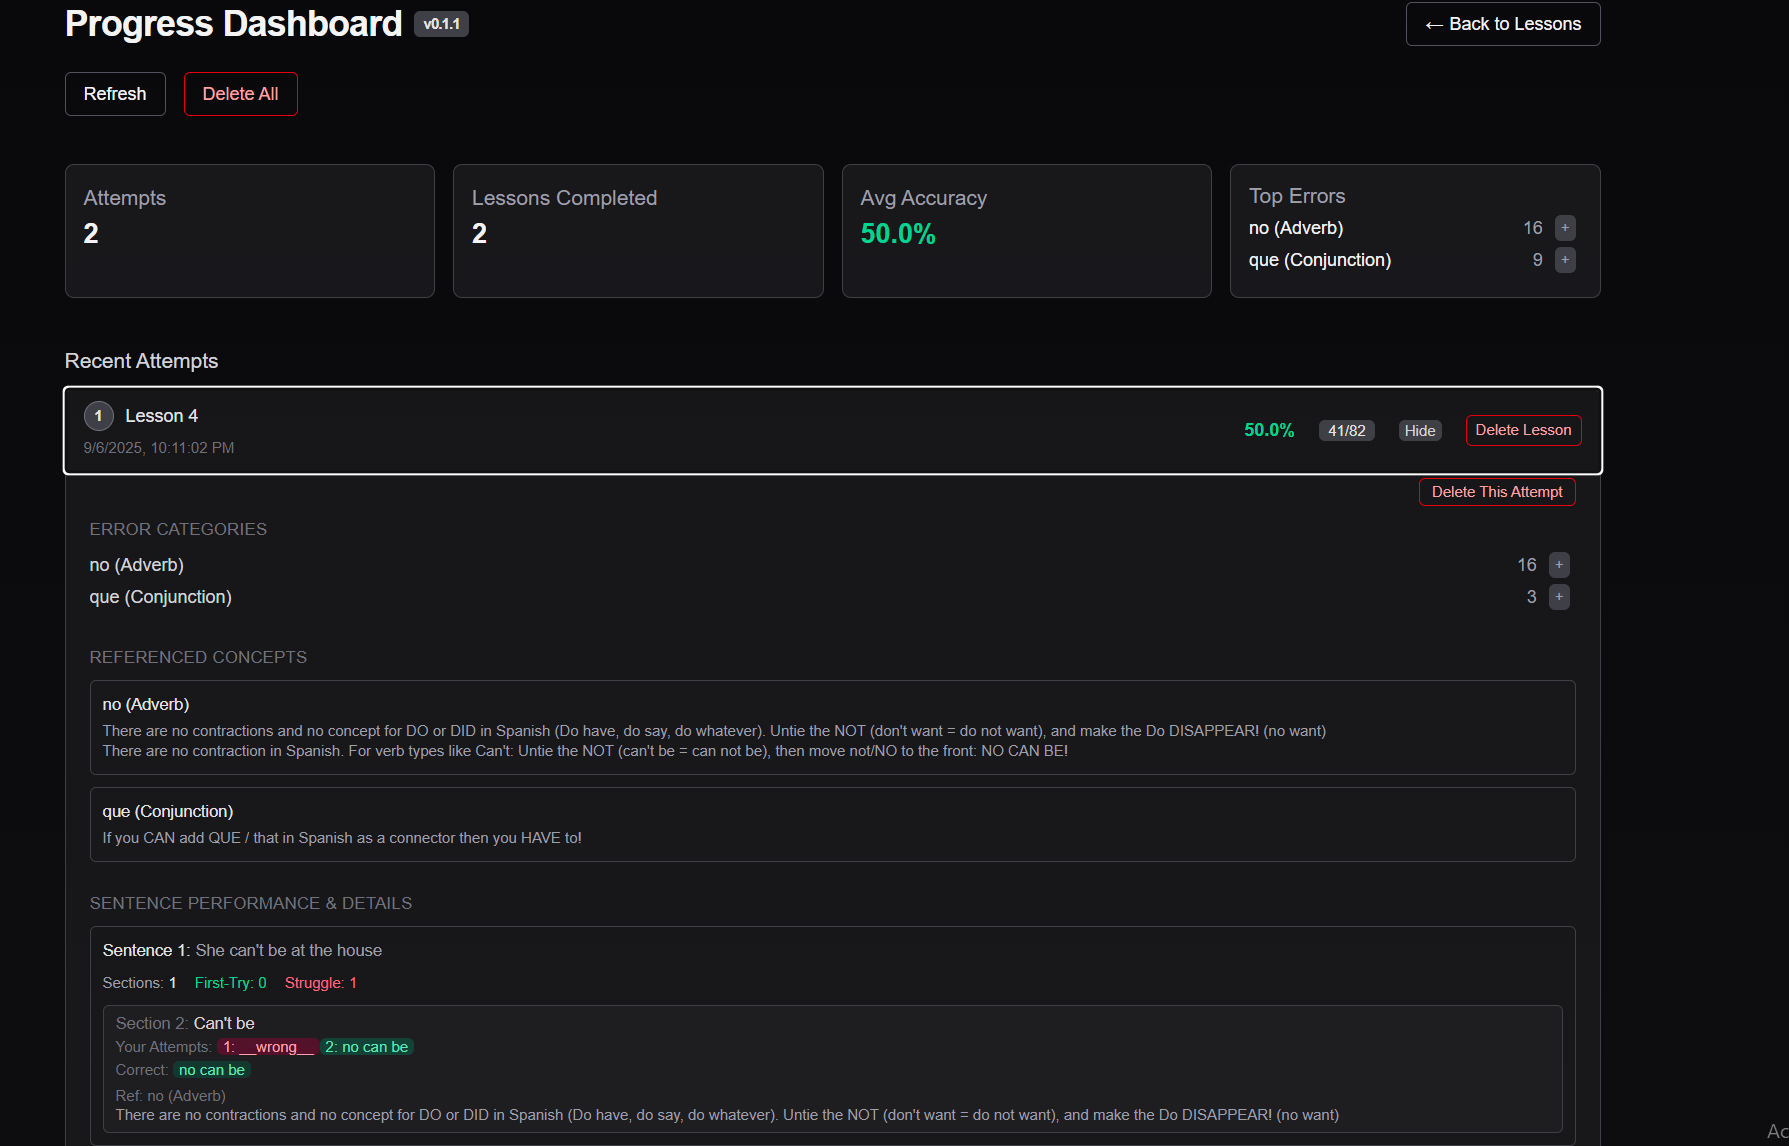 Progress Dashboard v0.1.1
← Back to Lessons
Refresh
Delete All
Attempts
2
Lessons Completed
2
Avg Accuracy
50.0%
Top Errors
no (Adverb) 16 +
que (Conjunction) 9 +
Recent Attempts
1 Lesson 4
9/6/2025, 10:11:02 PM
50.0% 41/82 Hide Delete Lesson
Delete This Attempt
ERROR CATEGORIES
no (Adverb) 16 +
que (Conjunction) 3 +
REFERENCED CONCEPTS
no (Adverb)
There are no contractions and no concept for DO or DID in Spanish (Do have, do say, do whatever). Untie the NOT (don't want = do not want), and make the Do DISAPPEAR! (no want)
There are no contraction in Spanish. For verb types like Can't: Untie the NOT (can't be = can not be), then move not/NO to the front: NO CAN BE!
que (Conjunction)
If you CAN add QUE / that in Spanish as a connector then you HAVE to!
SENTENCE PERFORMANCE & DETAILS
Sentence 1: She can't be at the house
Sections: 1 First-Try: 0 Struggle: 1
Section 2: Can't be
Your Attempts: 1: __wrong__ 2: no can be
Correct: no can be
Ref: no (Adverb)
There are no contractions and no concept for DO or DID in Spanish (Do have, do say, do whatever). Untie the NOT (don't want = do not want), and make the Do DISAPPEAR! (no want)